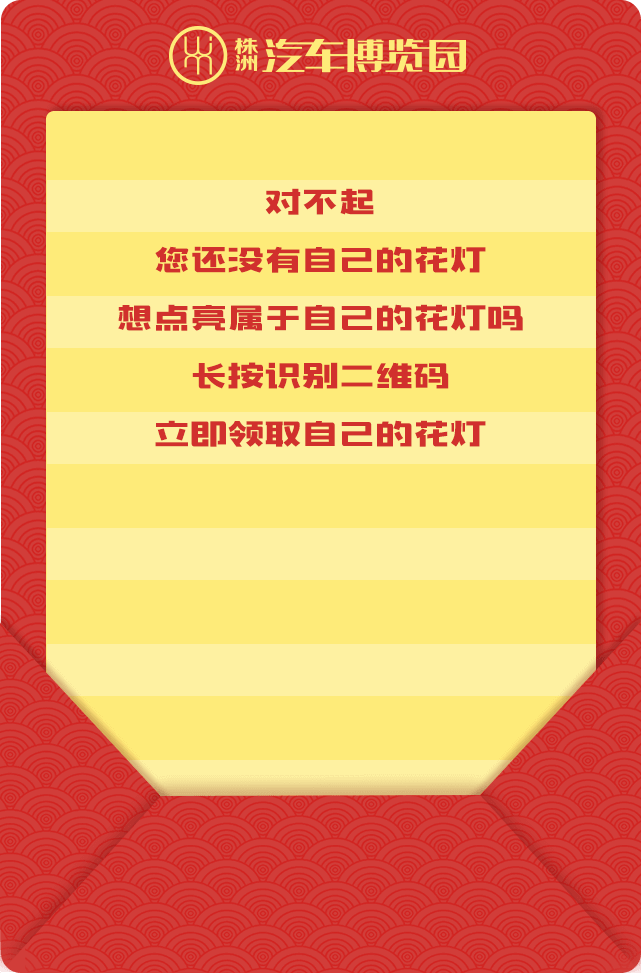 株洲 汽车博览园
对不起
您还没有自己的花灯
想点亮属于自己的花灯吗
长按识别二维码
立即领取自己的花灯